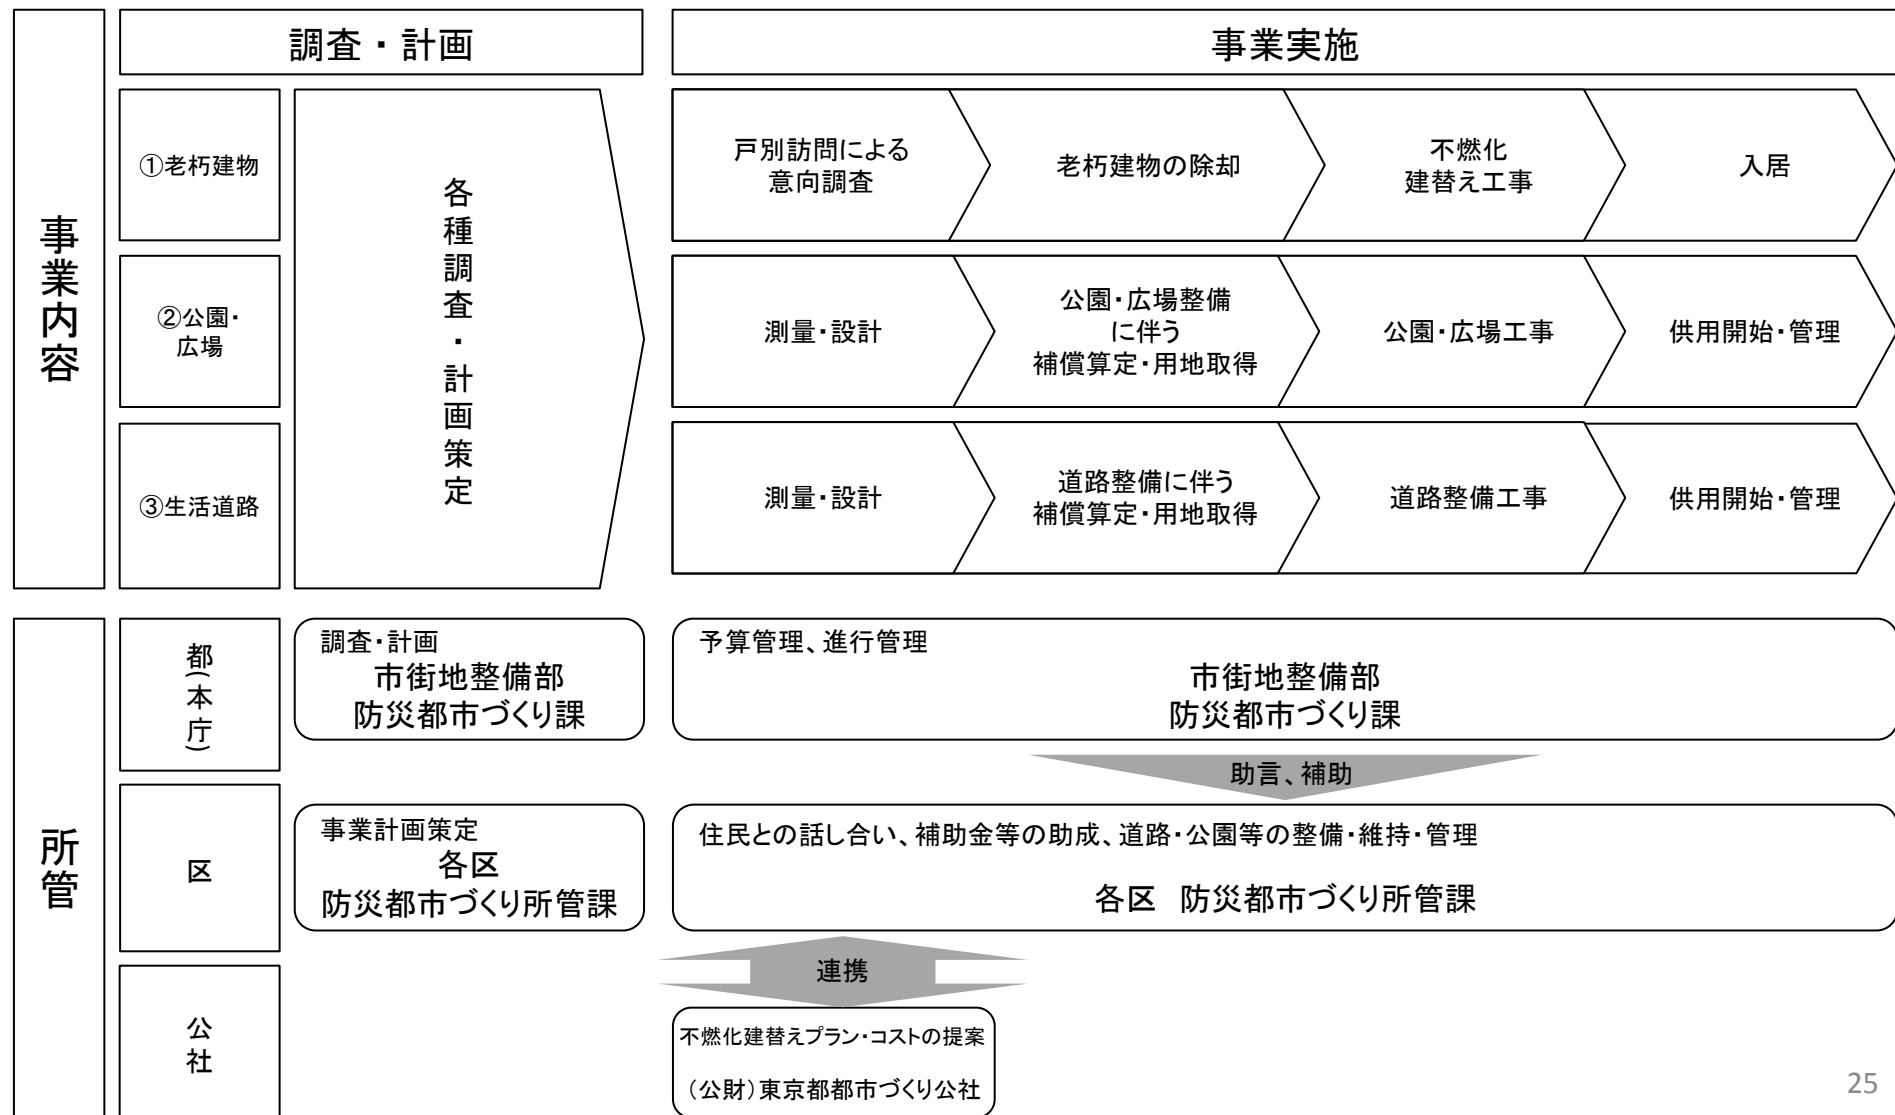 調査・計画
事業実施
事業内容
①老朽建物
各種調査・計画策定
戸別訪問による
意向調査
老朽建物の除却
不燃化
建替え工事
入居
②公園・
広場
測量・設計
公園・広場整備
に伴う
補償算定・用地取得
公園・広場工事
供用開始・管理
③生活道路
測量・設計
道路整備に伴う
補償算定・用地取得
道路整備工事
供用開始・管理
所管
都(本庁)
調査・計画
市街地整備部
防災都市づくり課
予算管理、進行管理
市街地整備部
防災都市づくり課
助言、補助
区
事業計画策定
各区
防災都市づくり所管課
住民との話し合い、補助金等の助成、道路・公園等の整備・維持・管理
各区 防災都市づくり所管課
連携
公社
不燃化建替えプラン・コストの提案
(公財)東京都都市づくり公社
25